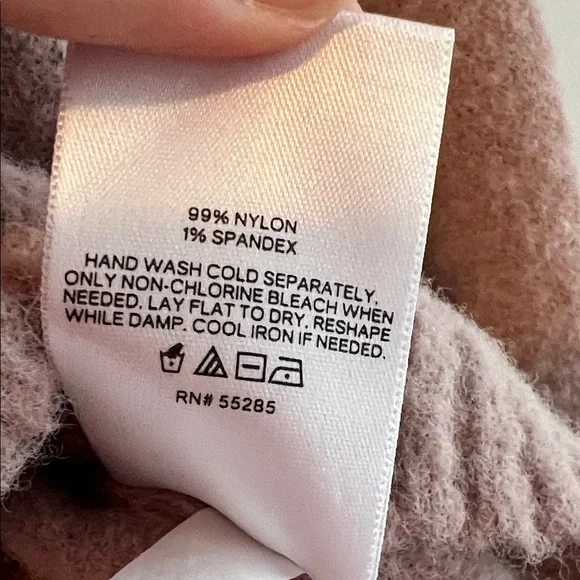 99% NYLON
1% SPANDEX
HAND WASH COLD SEPARATELY.
ONLY NON-CHLORINE BLEACH WHEN
NEEDED. LAY FLAT TO DRY. RESHAPE
WHILE DAMP. COOL IRON IF NEEDED.
RN# 55285